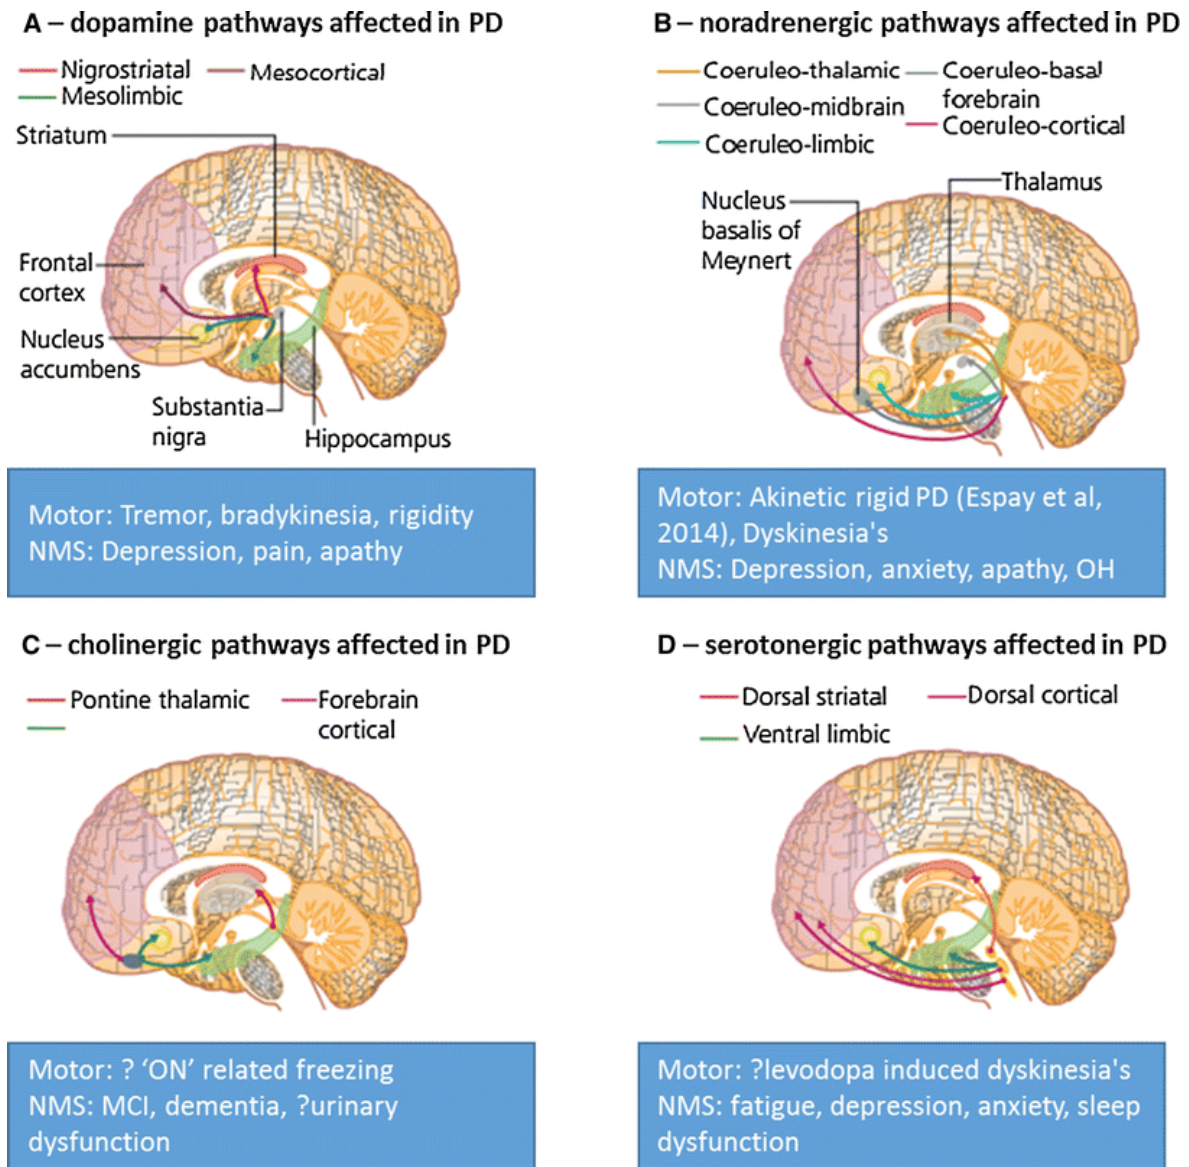 A – dopamine pathways affected in PD
Nigrostriatal
Mesocortical
Mesolimbic
Striatum
Frontal
cortex
Nucleus
accumbens
Substantia
nigra
Hippocampus
Motor: Tremor, bradykinesia, rigidity
NMS: Depression, pain, apathy
B – noradrenergic pathways affected in PD
Coeruleo-thalamic
Coeruleo-basal
forebrain
Coeruleo-midbrain
Coeruleo-cortical
Coeruleo-limbic
Thalamus
Nucleus
basalis of
Meynert
Motor: Akinetic rigid PD (Espay et al,
2014), Dyskinesia's
NMS: Depression, anxiety, apathy, OH
C – cholinergic pathways affected in PD
Pontine thalamic
Forebrain
cortical
Motor: ? ‘ON’ related freezing
NMS: MCI, dementia, ?urinary
dysfunction
D – serotonergic pathways affected in PD
Dorsal striatal
Dorsal cortical
Ventral limbic
Motor: ?levodopa induced dyskinesia's
NMS: fatigue, depression, anxiety, sleep
dysfunction